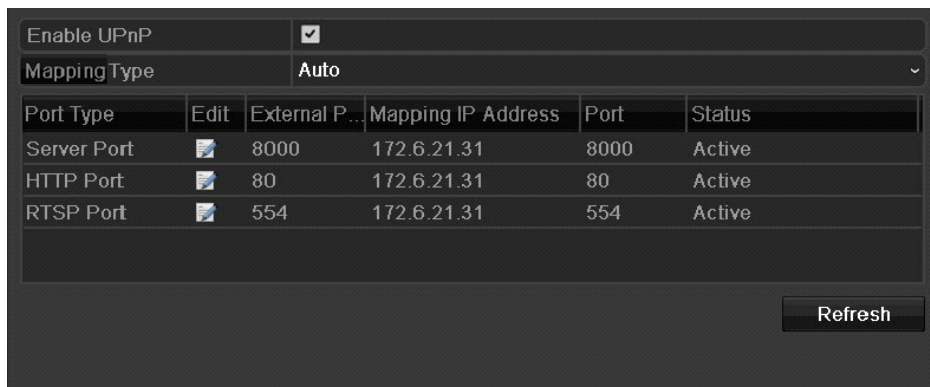 Enable UPnP
Mapping Type Auto
Port Type Edit External P... Mapping IP Address Port Status
Server Port 8000 172.6.21.31 8000 Active
HTTP Port 80 172.6.21.31 80 Active
RTSP Port 554 172.6.21.31 554 Active
Refresh